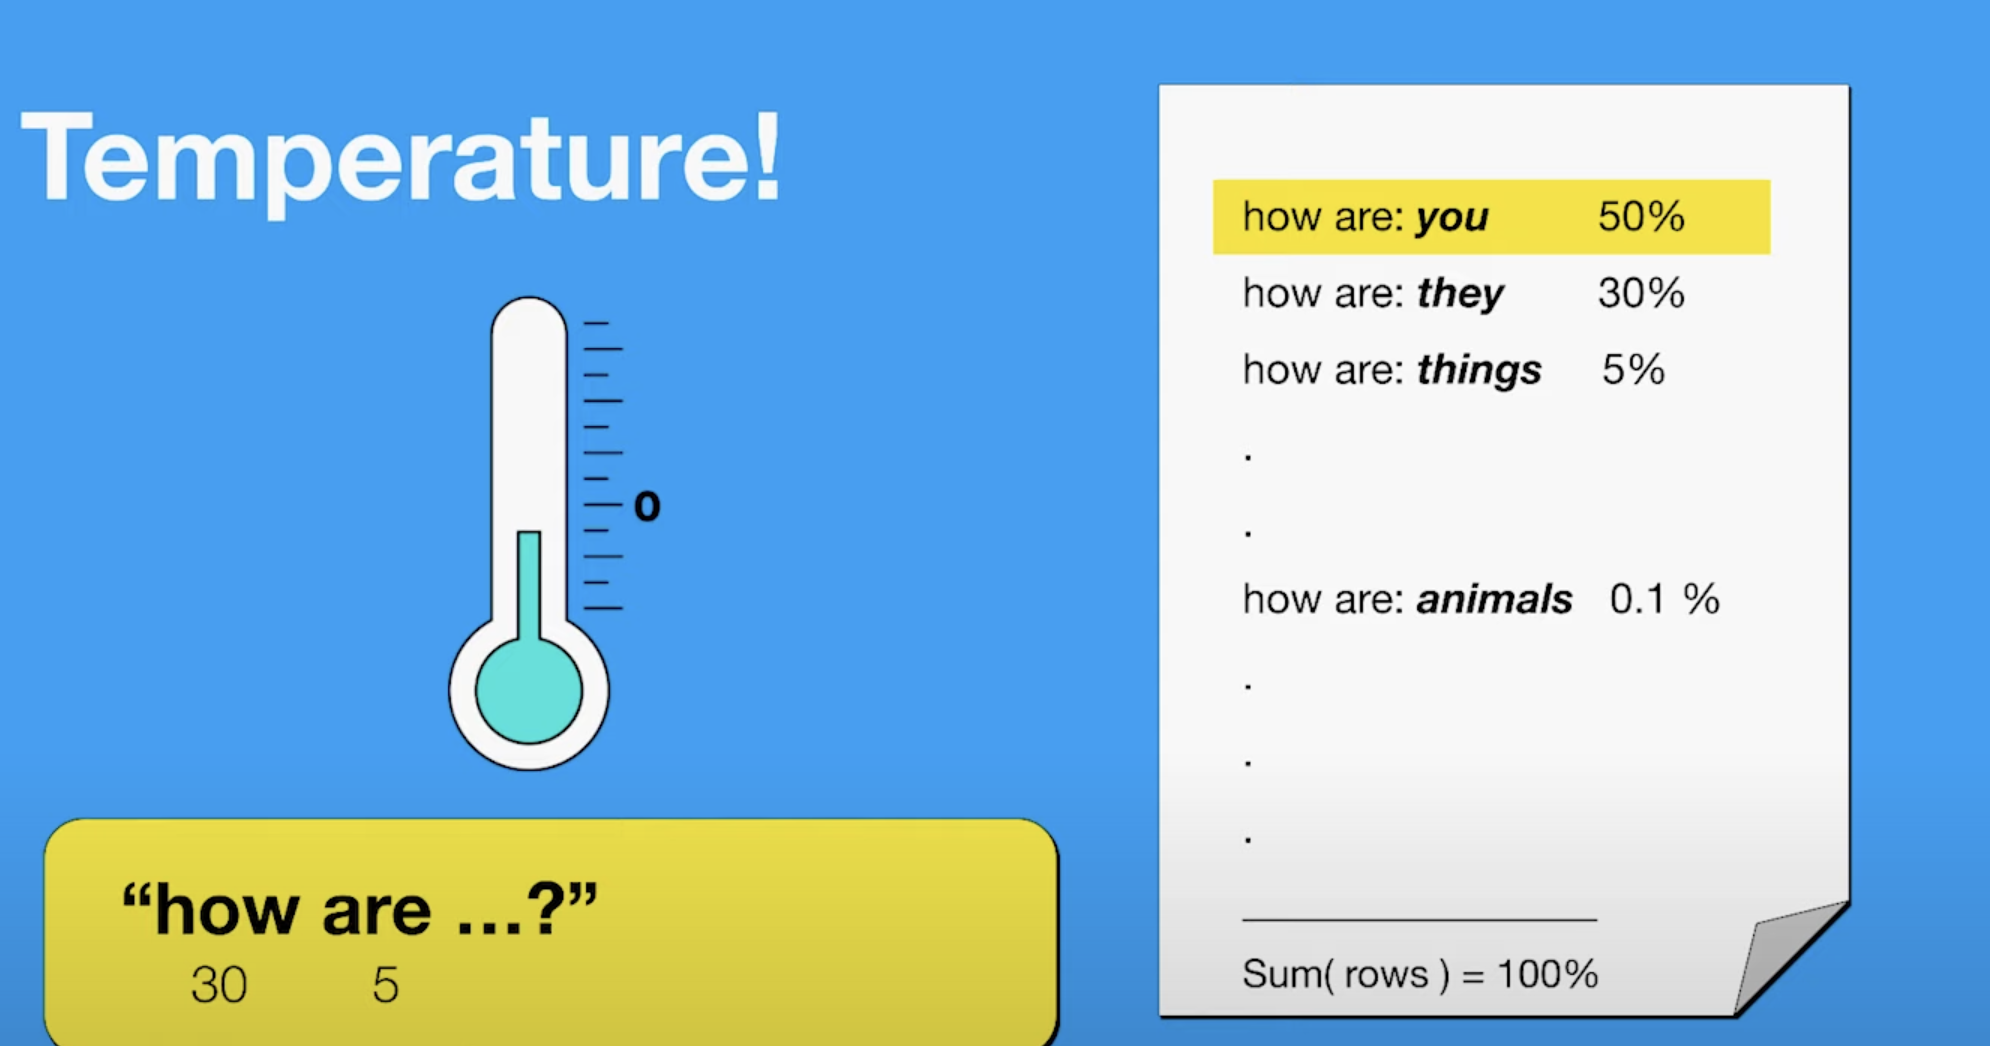 Temperature!
0
“how are ...?”
30 5
how are: you 50%
how are: they 30%
how are: things 5%
.
.
how are: animals 0.1 %
.
.
.
Sum( rows ) = 100%